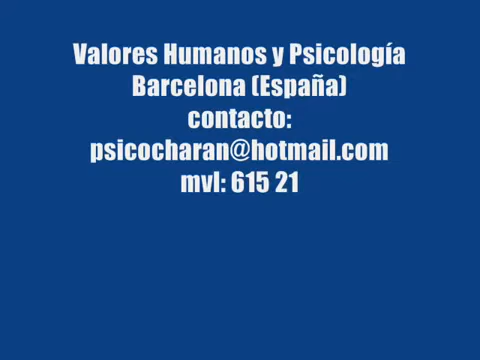 Valores Humanos y Psicología
Barcelona (España)
contacto:
psicocharan@hotmail.com
mvl: 615 21